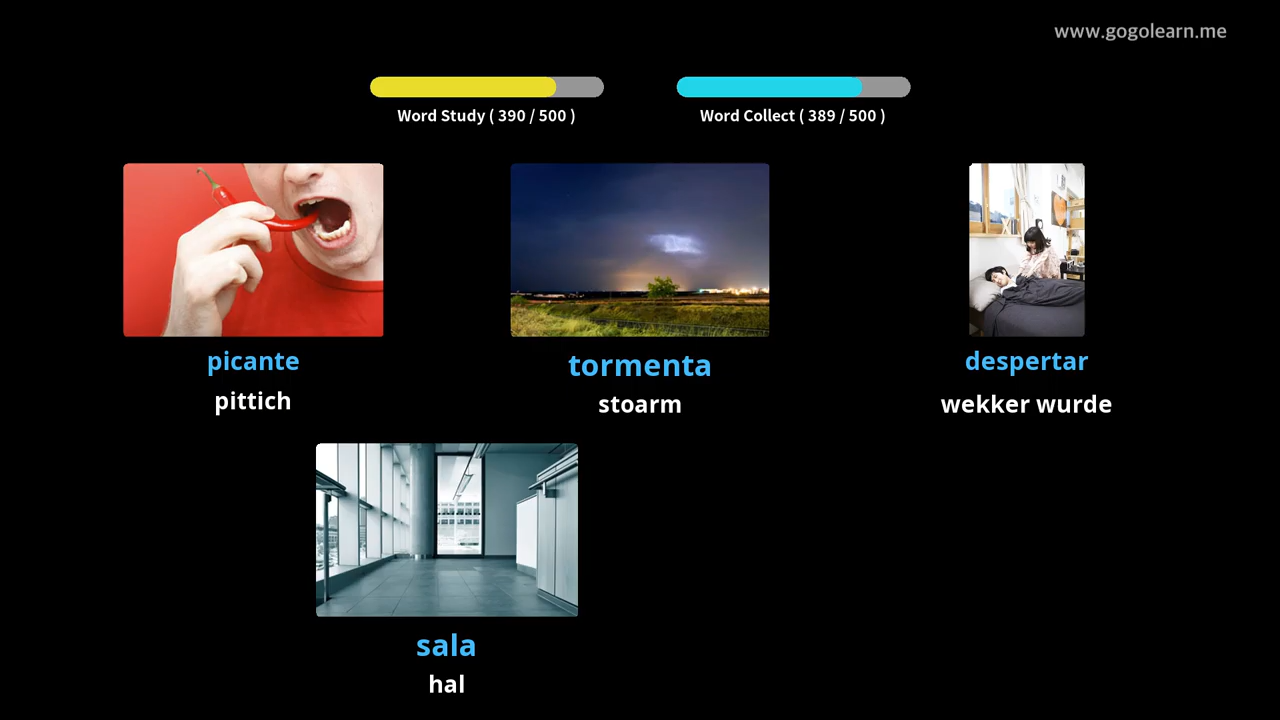 www.gogolearn.me
Word Study ( 390 / 500 )
Word Collect ( 389 / 500 )
picante
pittich
tormenta
stoarm
despertar
wekker wurde
sala
hal